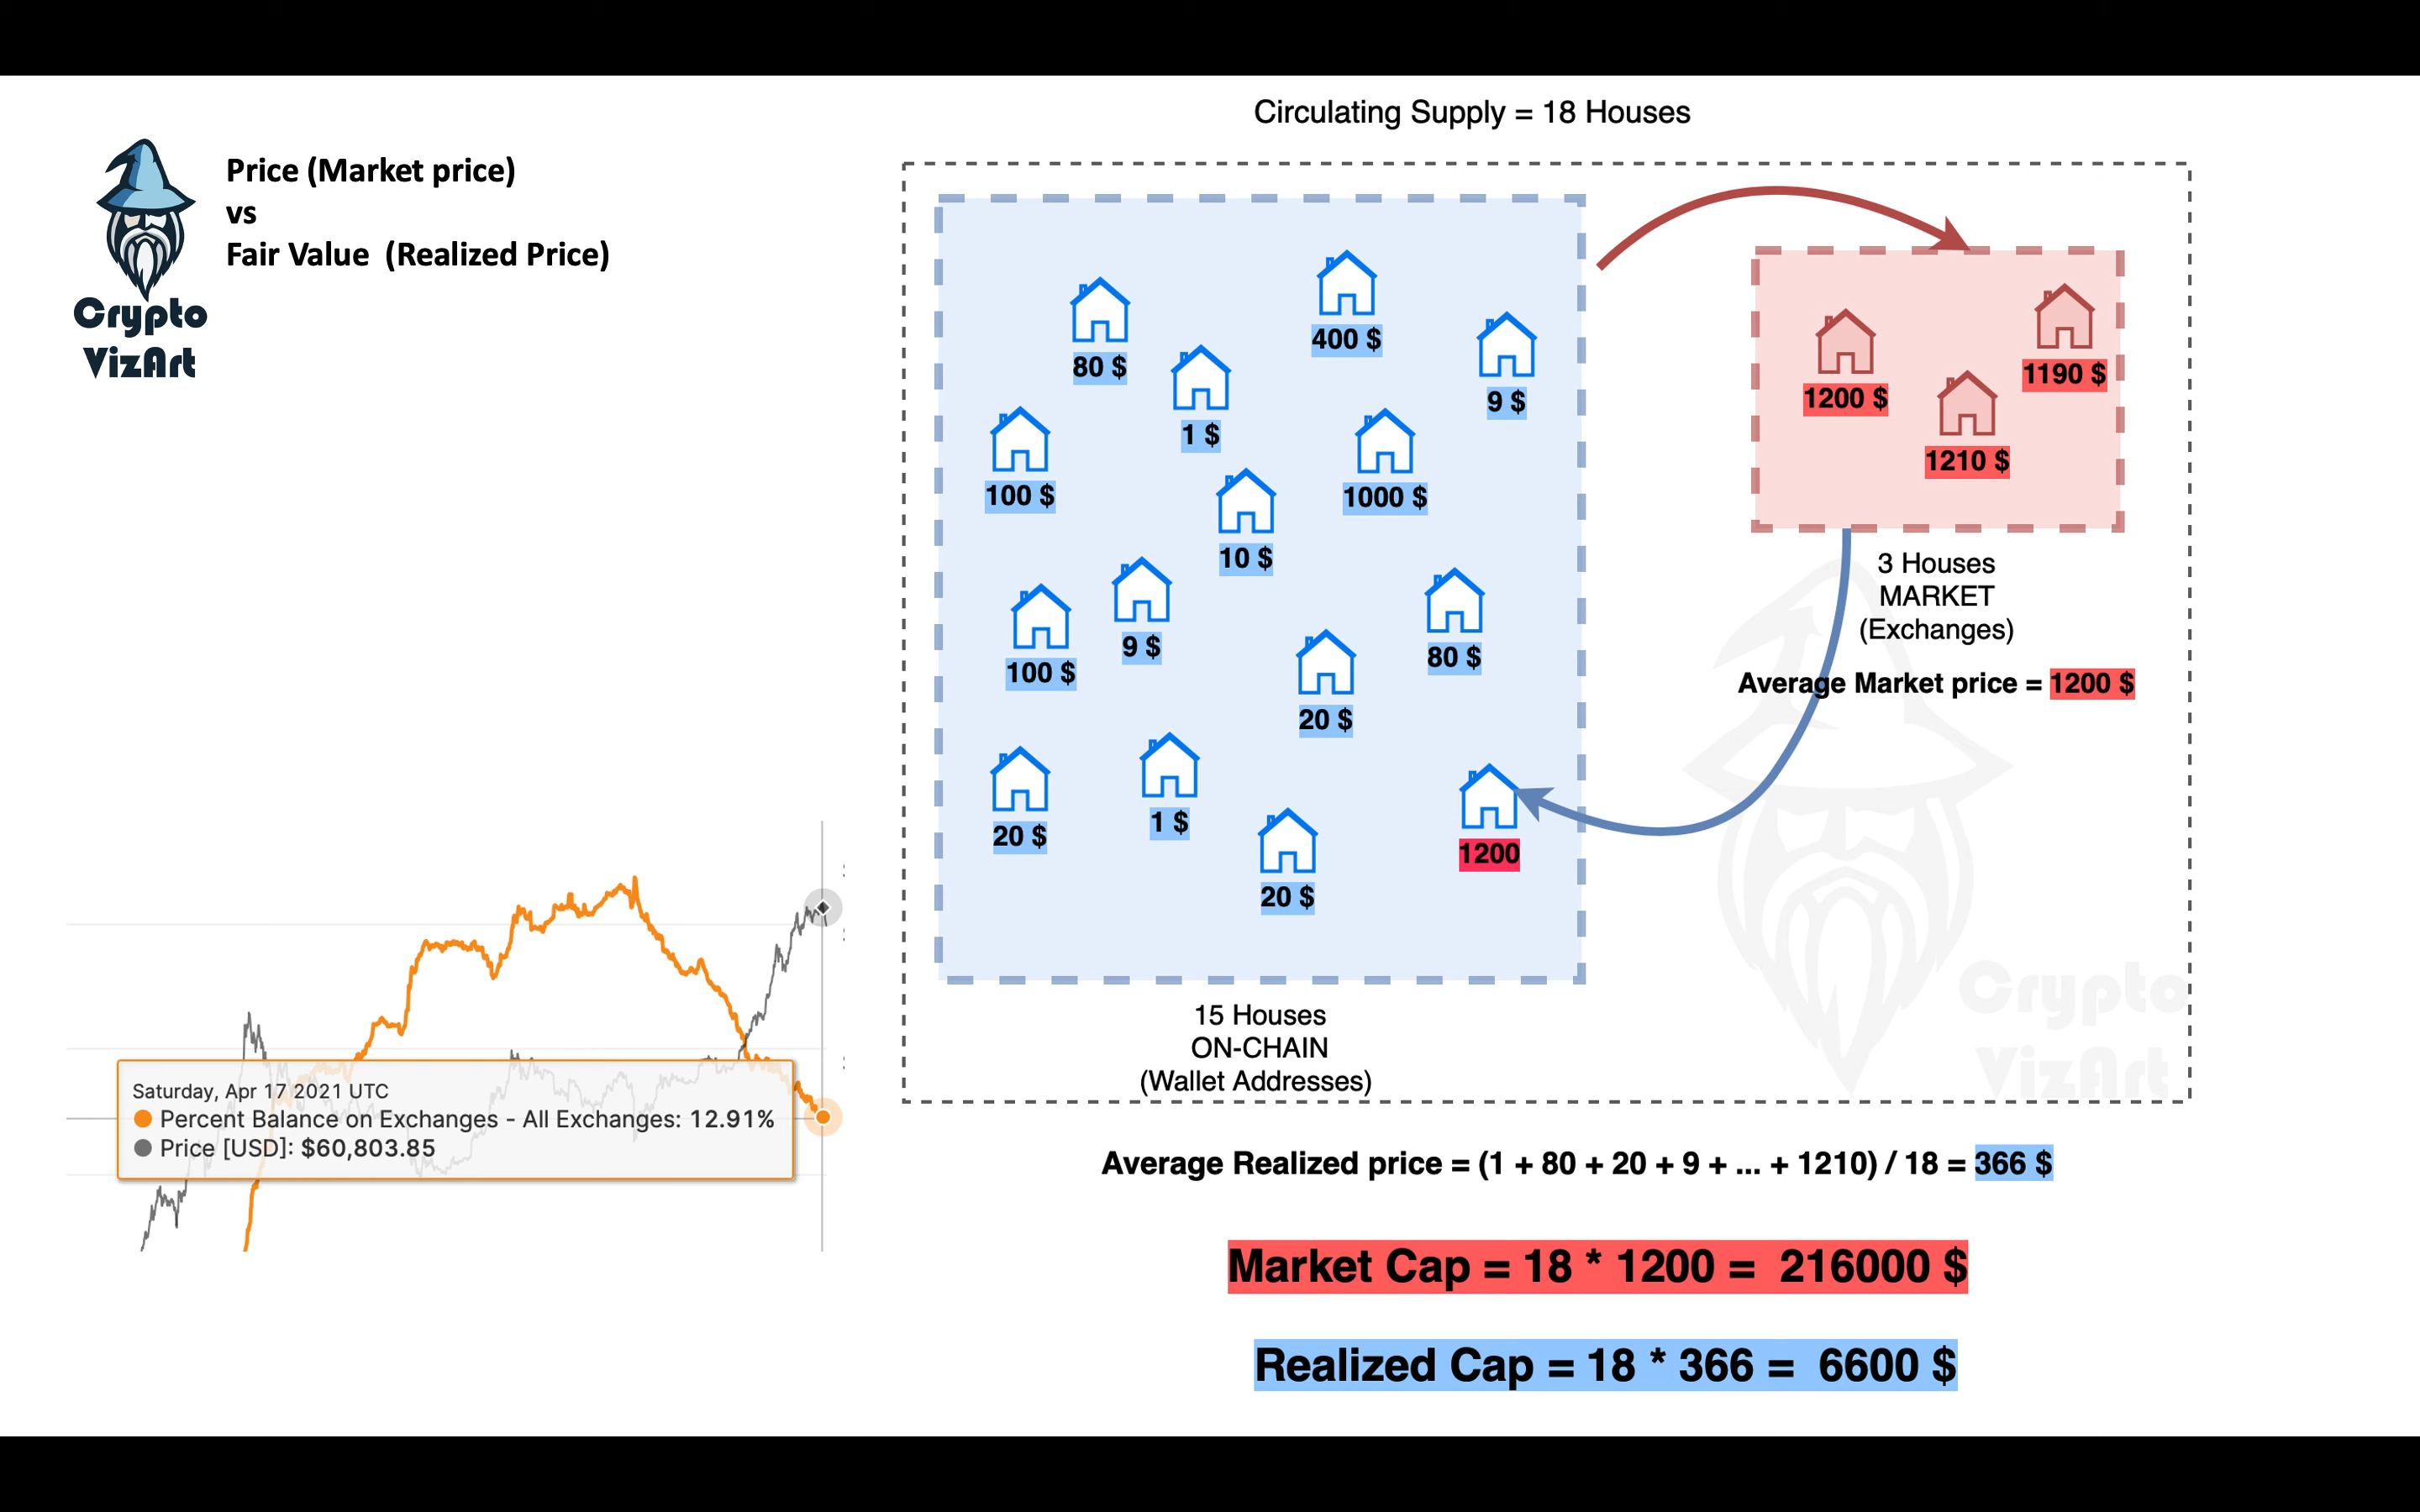 Price (Market price)
vs
Fair Value (Realized Price)
Crypto
VizArt
Circulating Supply = 18 Houses
80 $
400 $
1 $
9 $
100 $
1000 $
10 $
100 $
9 $
80 $
20 $
20 $
1 $
20 $
1200
1200 $
1190 $
1210 $
3 Houses
MARKET
(Exchanges)
Average Market price = 1200 $
15 Houses
ON-CHAIN
(Wallet Addresses)
Crypto
VizArt
Saturday, Apr 17 2021 UTC
Percent Balance on Exchanges - All Exchanges: 12.91%
Price [USD]: $60,803.85
Average Realized price = (1 + 80 + 20 + 9 + ... + 1210) / 18 = 366 $
Market Cap = 18 * 1200 = 216000 $
Realized Cap = 18 * 366 = 6600 $